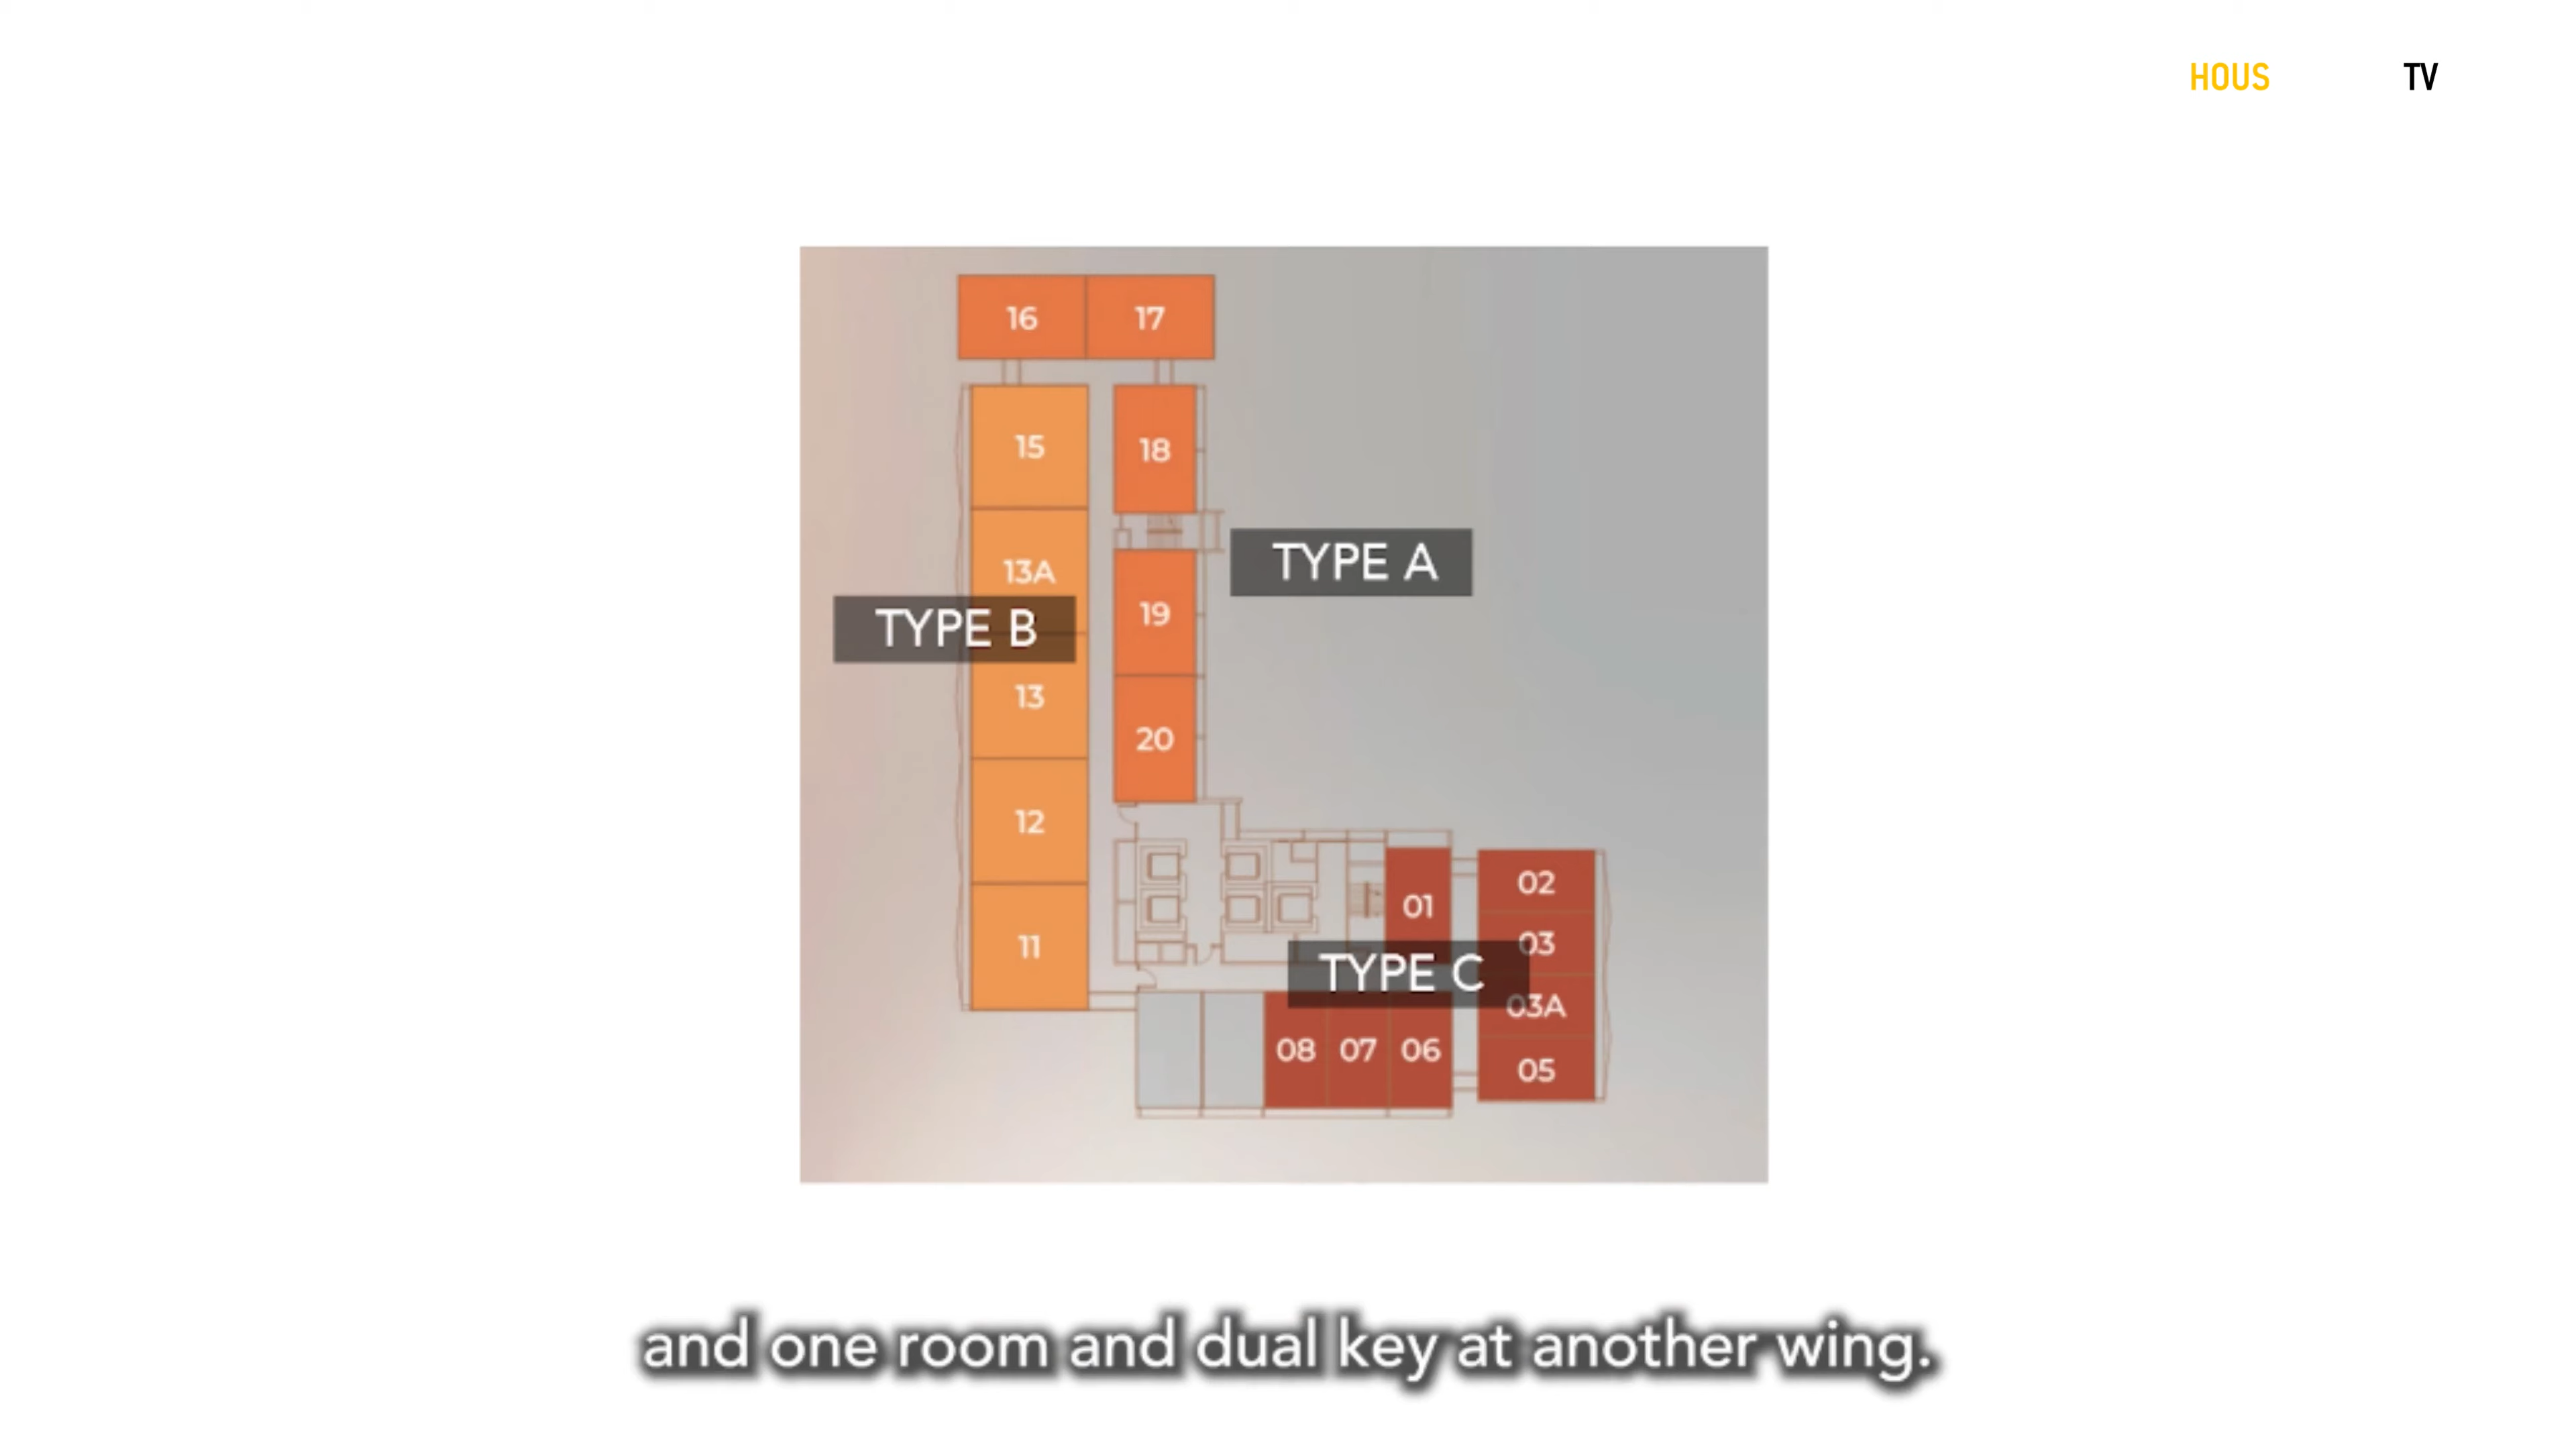 HOUS TV
16 17
15 18
13A
TYPE A
19
TYPE B
13
20
12
02
01
11
03
TYPE C
03A
08 07 06
05
and one room and dual key at another wing.